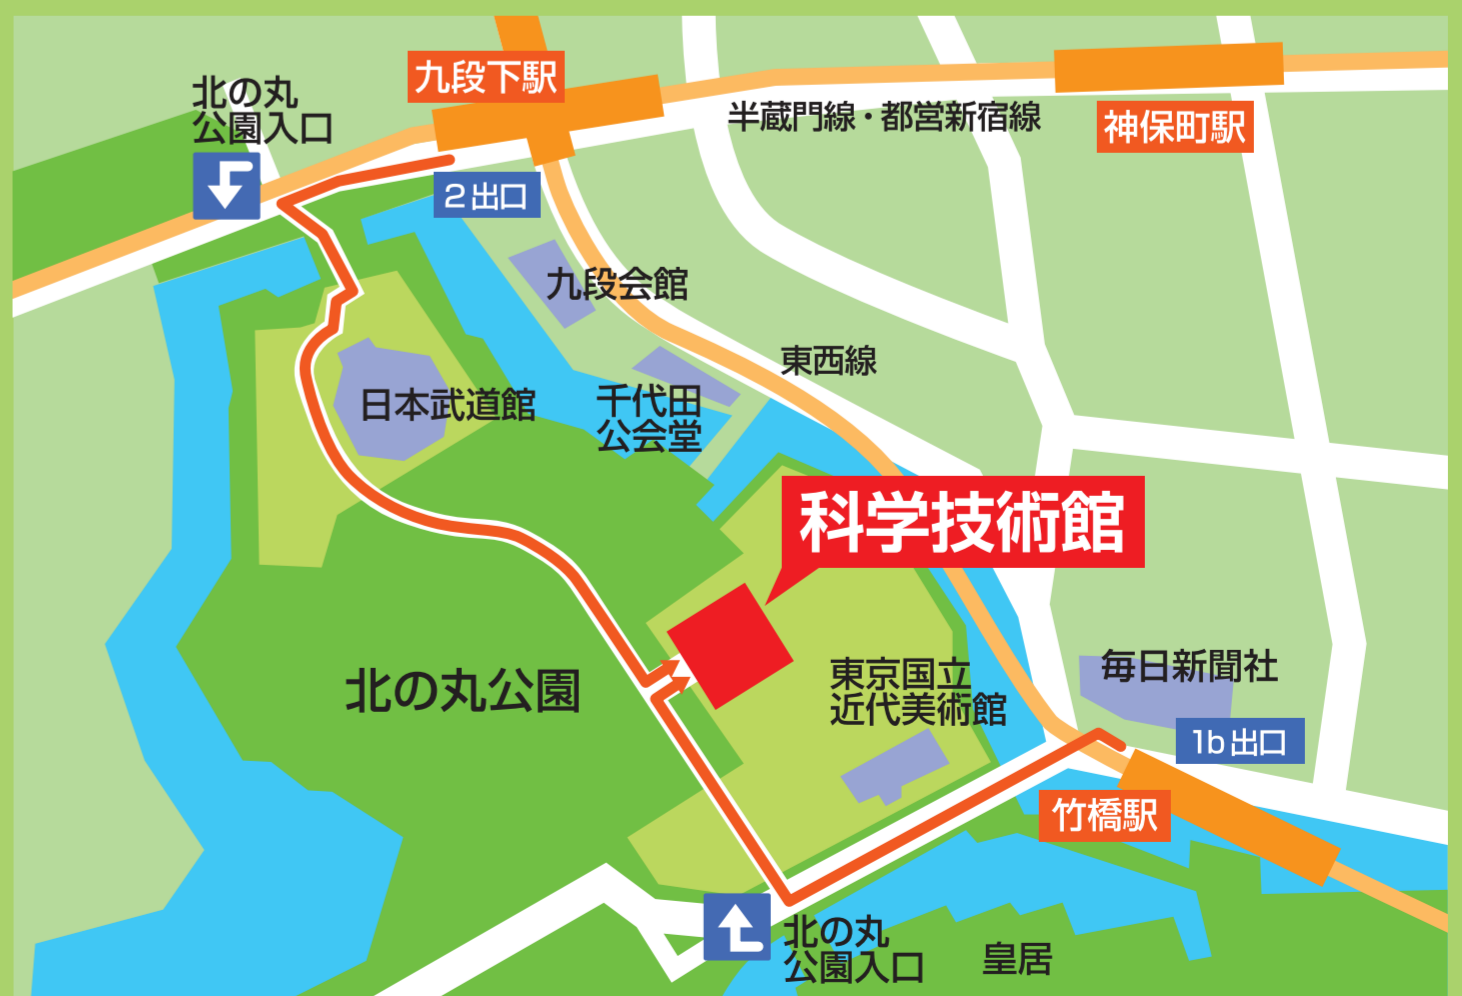 北の丸
公園入口
九段下駅
2出口
半蔵門線・都営新宿線
神保町駅
九段会館
東西線
日本武道館
千代田
公会堂
科学技術館
北の丸公園
東京国立
近代美術館
毎日新聞社
1b出口
竹橋駅
北の丸
公園入口
皇居